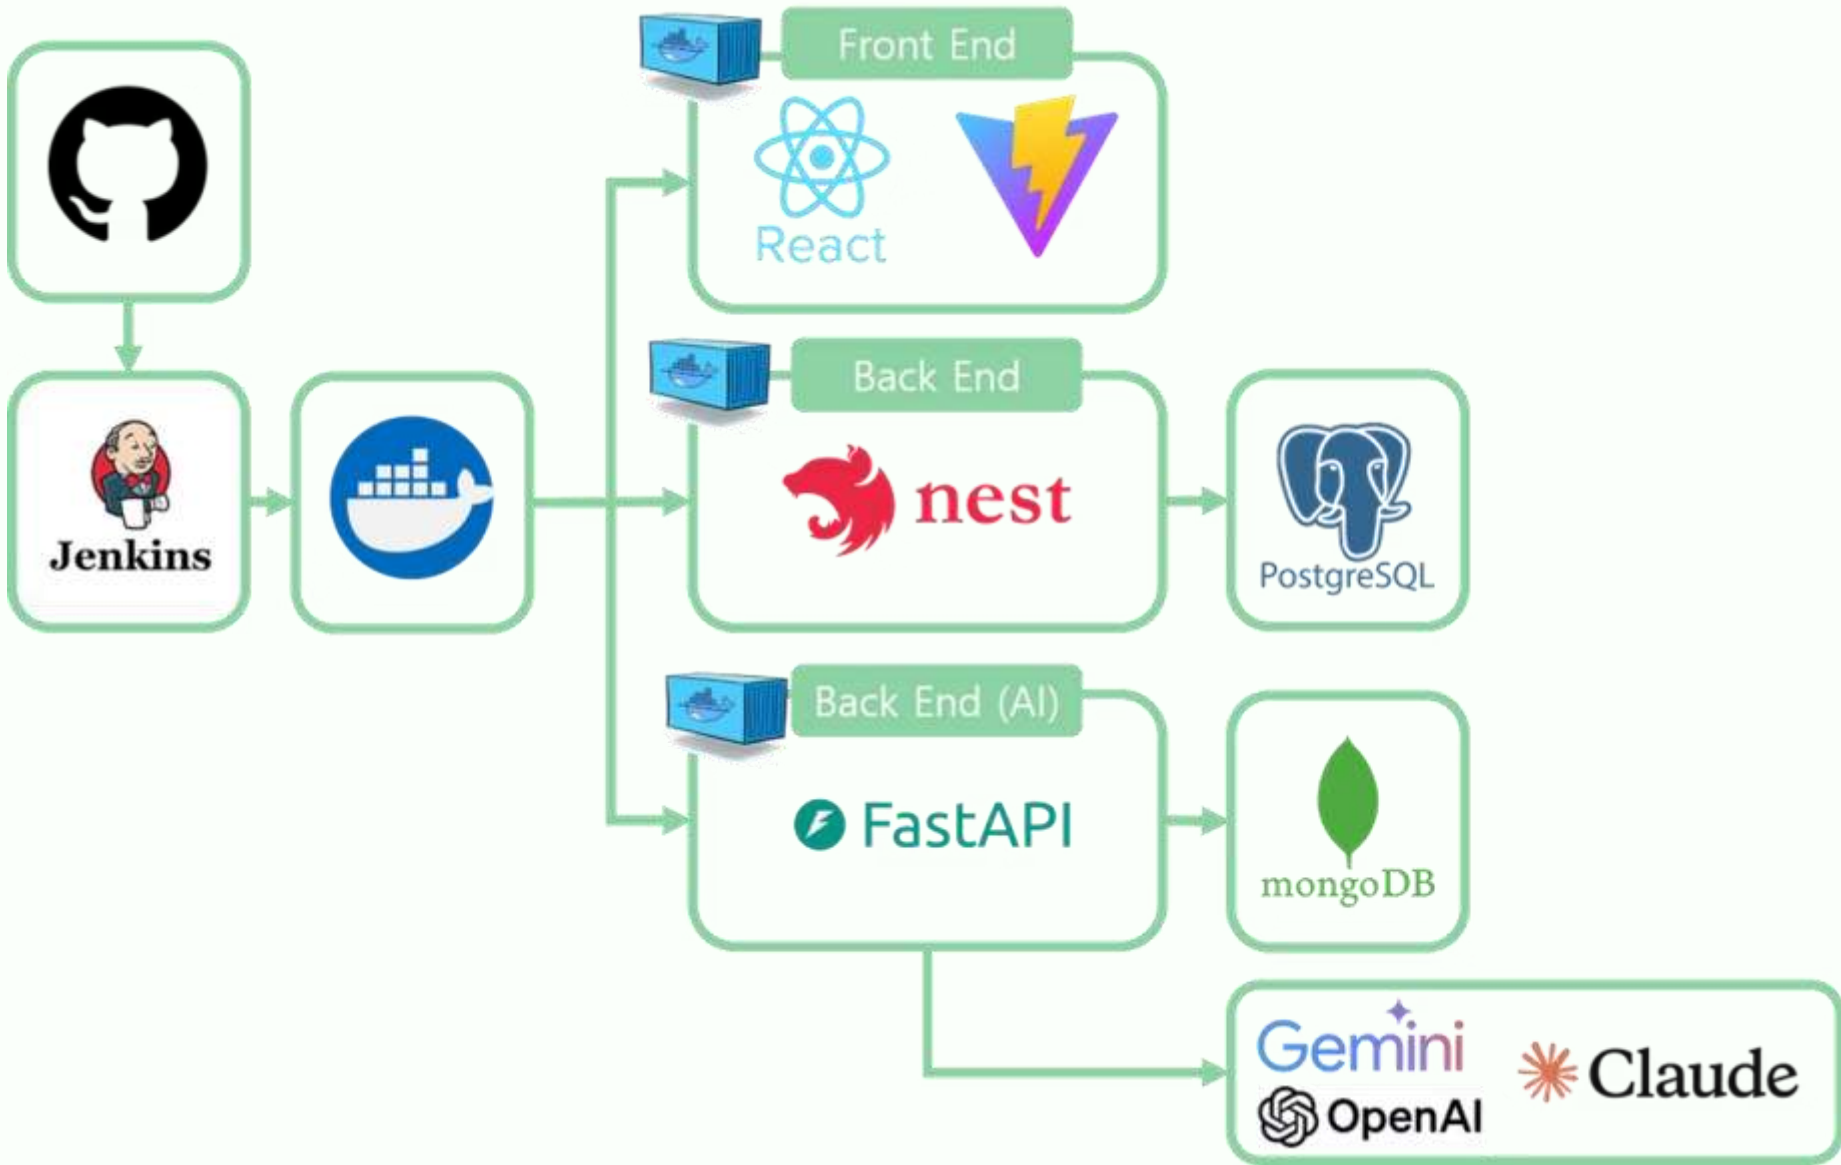 Front End
React
Jenkins
Back End
nest
PostgreSQL
Back End (AI)
FastAPI
mongoDB
Gemini
OpenAI
Claude